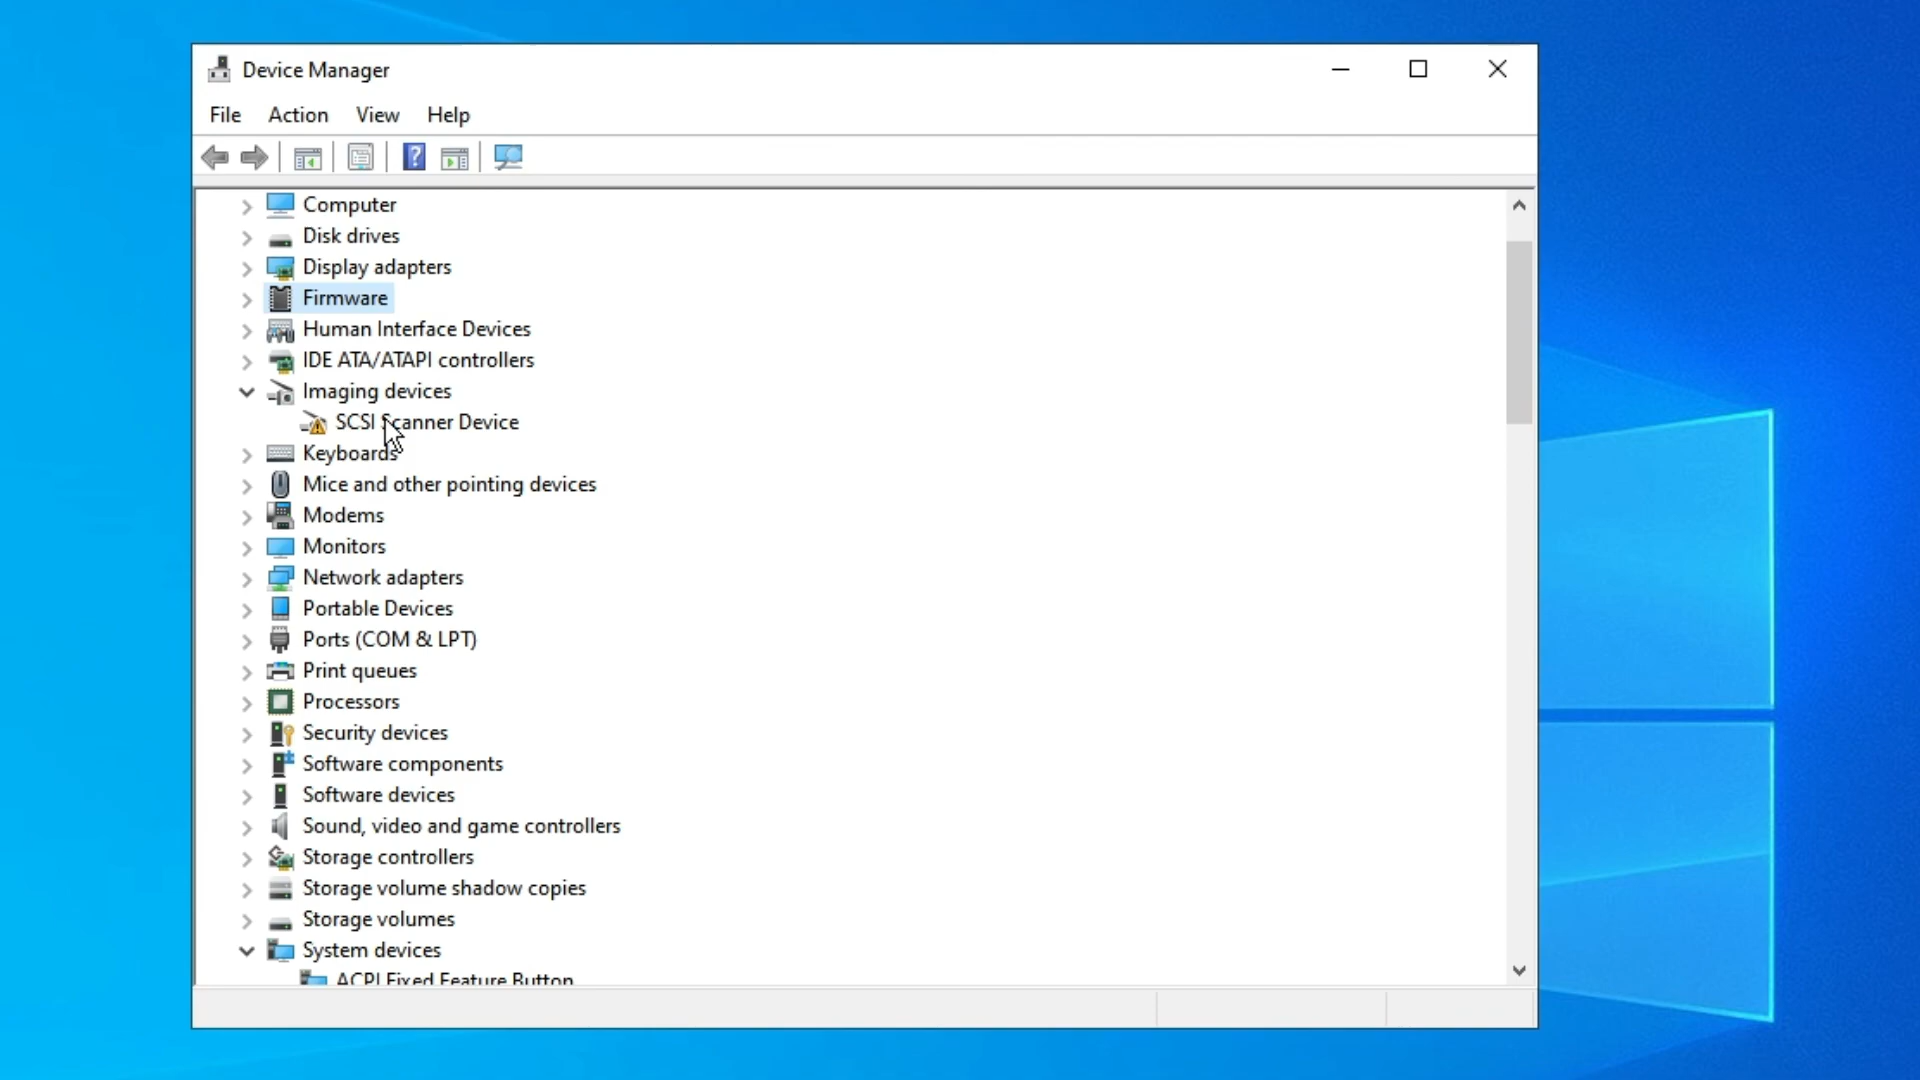 Device Manager
File Action View Help
?
Computer
Disk drives
Display adapters
Firmware
Human Interface Devices
IDE ATA/ATAPI controllers
Imaging devices
SCSI Scanner Device
Keyboards
Mice and other pointing devices
Modems
Monitors
Network adapters
Portable Devices
Ports (COM & LPT)
Print queues
Processors
Security devices
Software components
Software devices
Sound, video and game controllers
Storage controllers
Storage volume shadow copies
Storage volumes
System devices
ACPI Fixed Feature Button